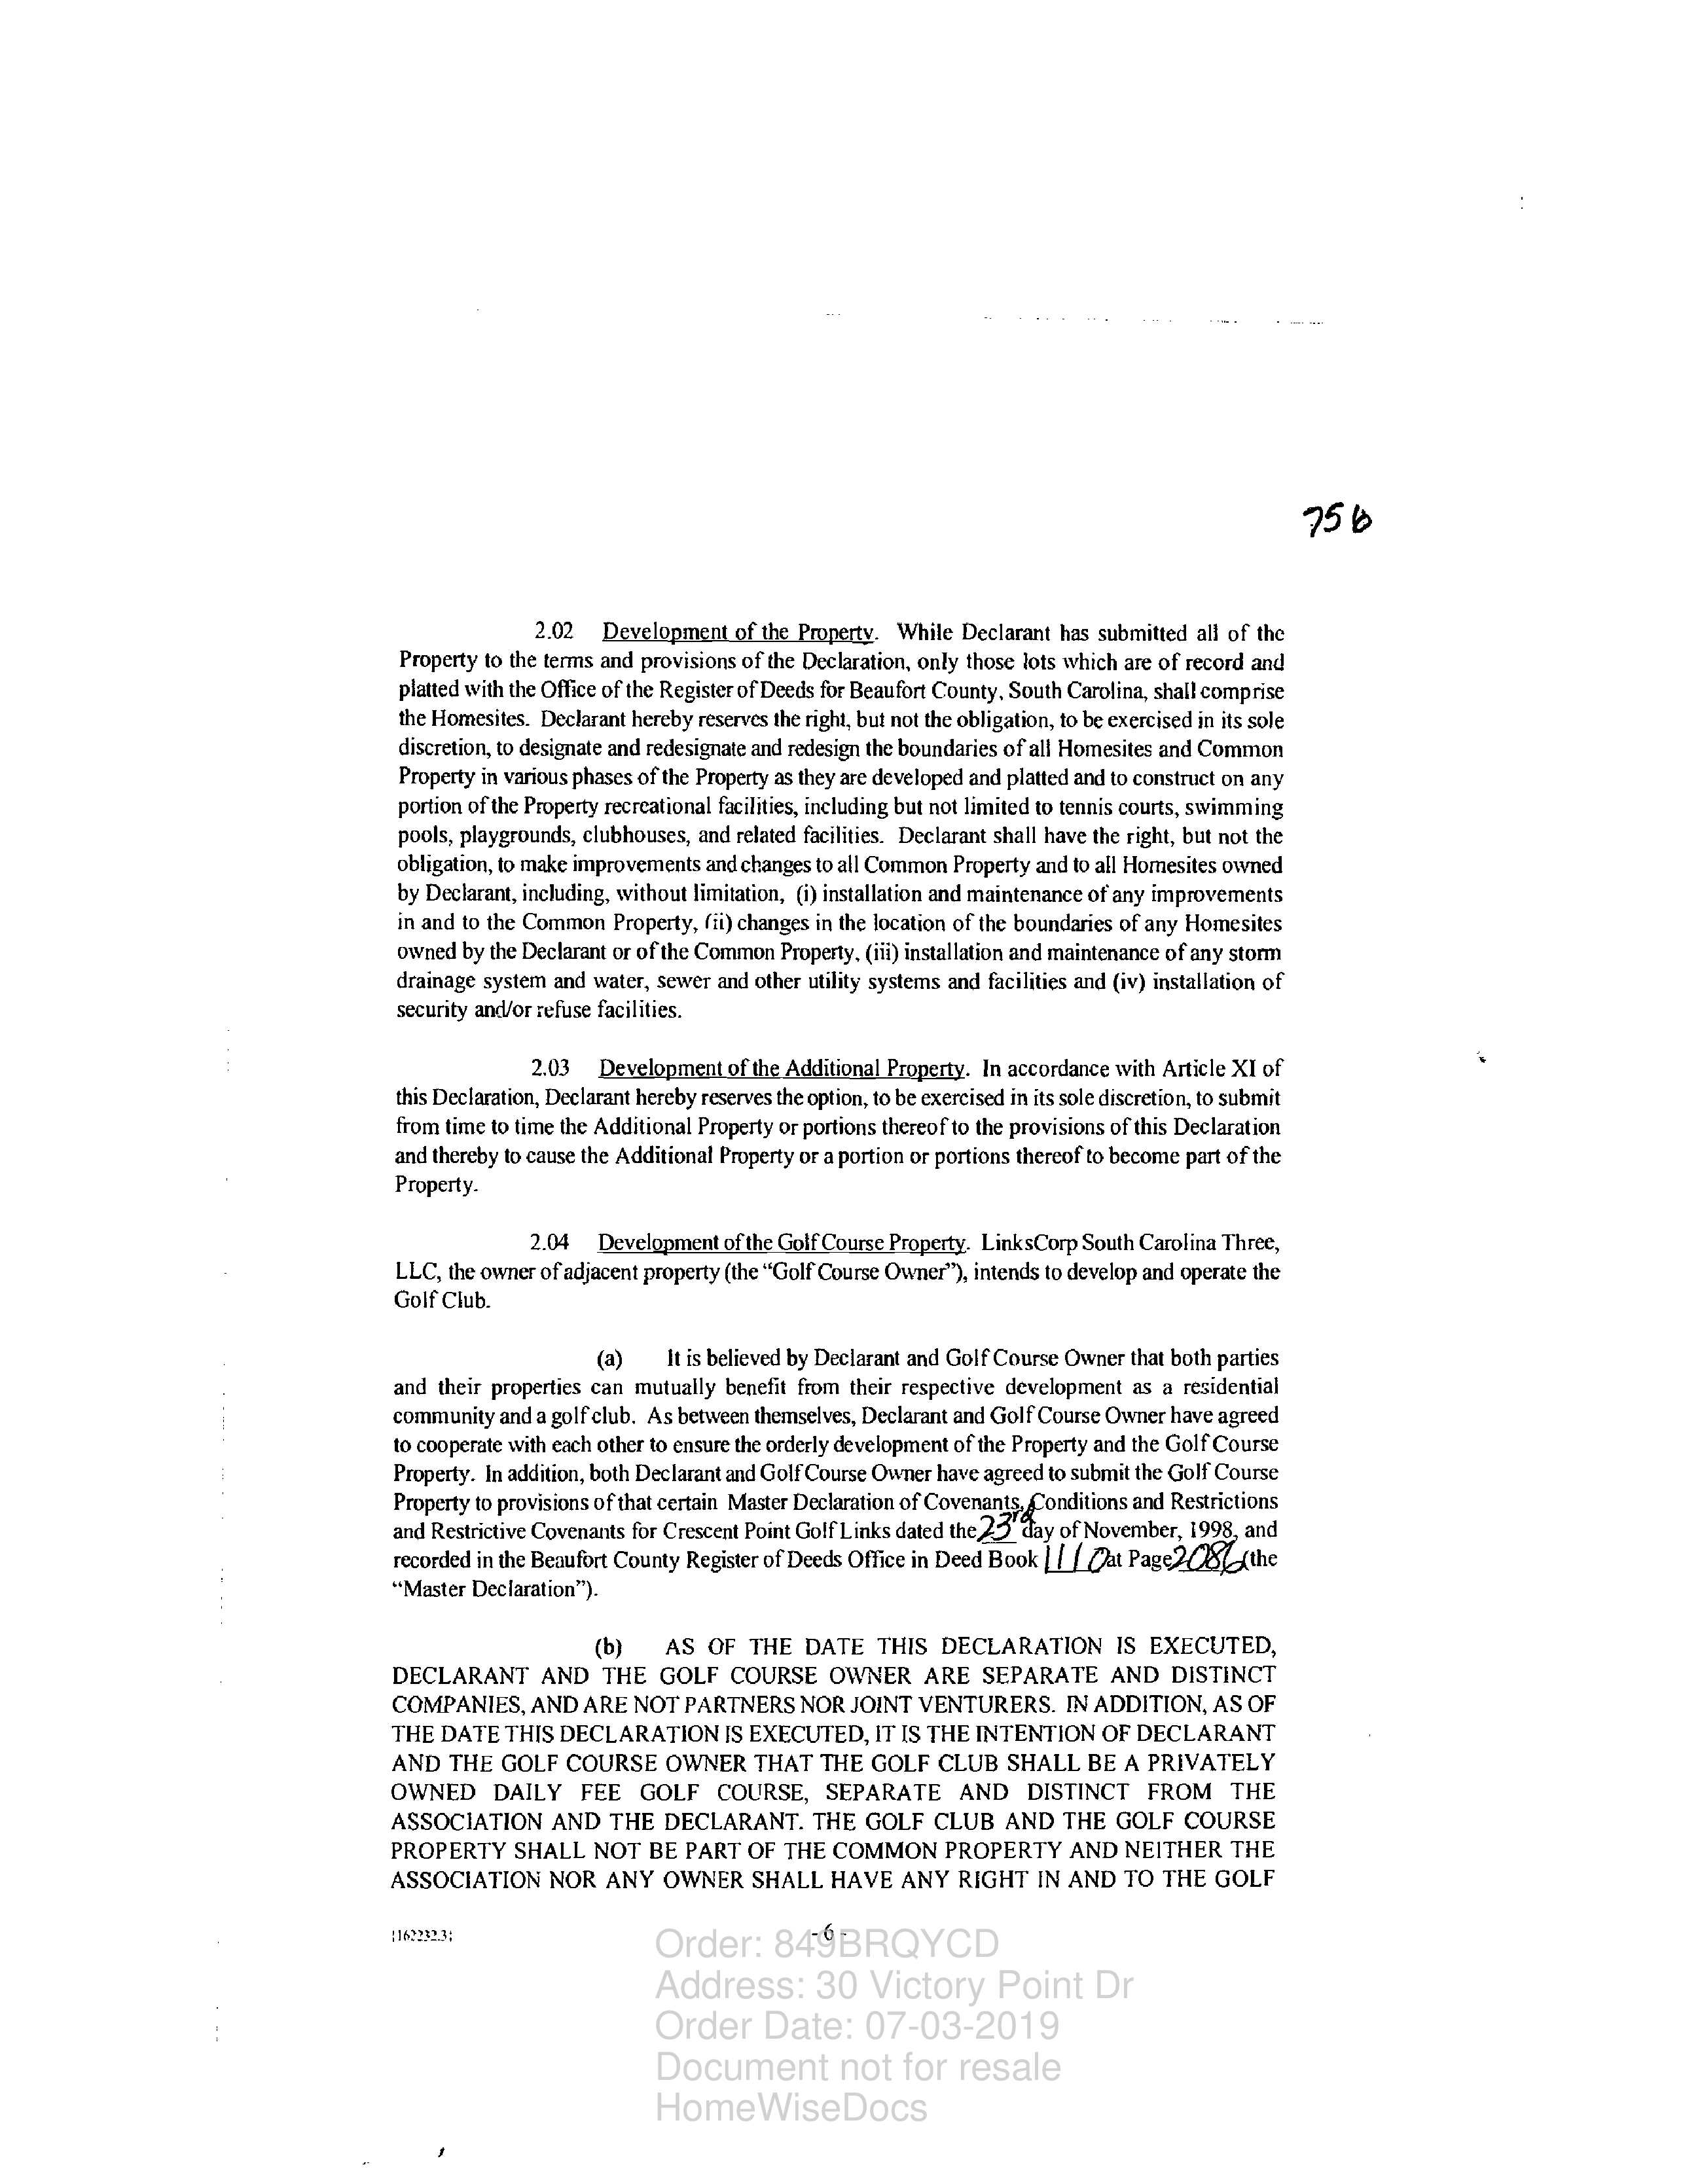 756
2.02 Development of the Property. While Declarant has submitted all of the
Property to the terms and provisions of the Declaration, only those lots which are of record and
platted with the Office of the Register of Deeds for Beaufort County, South Carolina, shall comprise
the Homesites. Declarant hereby reserves the right, but not the obligation, to be exercised in its sole
discretion, to designate and redesignate and redesign the boundaries of all Homesites and Common
Property in various phases of the Property as they are developed and platted and to construct on any
portion of the Property recreational facilities, including but not limited to tennis courts, swimming
pools, playgrounds, clubhouses, and related facilities. Declarant shall have the right, but not the
obligation, to make improvements and changes to all Common Property and to all Homesites owned
by Declarant, including, without limitation, (i) installation and maintenance of any improvements
in and to the Common Property, (ii) changes in the location of the boundaries of any Homesites
owned by the Declarant or of the Common Property, (iii) installation and maintenance of any storm
drainage system and water, sewer and other utility systems and facilities and (iv) installation of
security and/or refuse facilities.
2.03 Development of the Additional Property. In accordance with Article XI of
this Declaration, Declarant hereby reserves the option, to be exercised in its sole discretion, to submit
from time to time the Additional Property or portions thereof to the provisions of this Declaration
and thereby to cause the Additional Property or a portion or portions thereof to become part of the
Property.
2.04 Development of the Golf Course Property. LinksCorp South Carolina Three,
LLC, the owner of adjacent property (the “Golf Course Owner”), intends to develop and operate the
Golf Club.
(a) It is believed by Declarant and Golf Course Owner that both parties
and their properties can mutually benefit from their respective development as a residential
community and a golf club. As between themselves, Declarant and Golf Course Owner have agreed
to cooperate with each other to ensure the orderly development of the Property and the Golf Course
Property. In addition, both Declarant and Golf Course Owner have agreed to submit the Golf Course
Property to provisions of that certain Master Declaration of Covenants, Conditions and Restrictions
and Restrictive Covenants for Crescent Point Golf Links dated the 23rd day of November, 1998, and
recorded in the Beaufort County Register of Deeds Office in Deed Book 1110 at Page 2086 (the
“Master Declaration”).
(b) AS OF THE DATE THIS DECLARATION IS EXECUTED,
DECLARANT AND THE GOLF COURSE OWNER ARE SEPARATE AND DISTINCT
COMPANIES, AND ARE NOT PARTNERS NOR JOINT VENTURERS. IN ADDITION, AS OF
THE DATE THIS DECLARATION IS EXECUTED, IT IS THE INTENTION OF DECLARANT
AND THE GOLF COURSE OWNER THAT THE GOLF CLUB SHALL BE A PRIVATELY
OWNED DAILY FEE GOLF COURSE, SEPARATE AND DISTINCT FROM THE
ASSOCIATION AND THE DECLARANT. THE GOLF CLUB AND THE GOLF COURSE
PROPERTY SHALL NOT BE PART OF THE COMMON PROPERTY AND NEITHER THE
ASSOCIATION NOR ANY OWNER SHALL HAVE ANY RIGHT IN AND TO THE GOLF
{162232.3}
- 6 -
Order: 849BRQYCD
Address: 30 Victory Point Dr
Order Date: 07-03-2019
Document not for resale
HomeWiseDocs